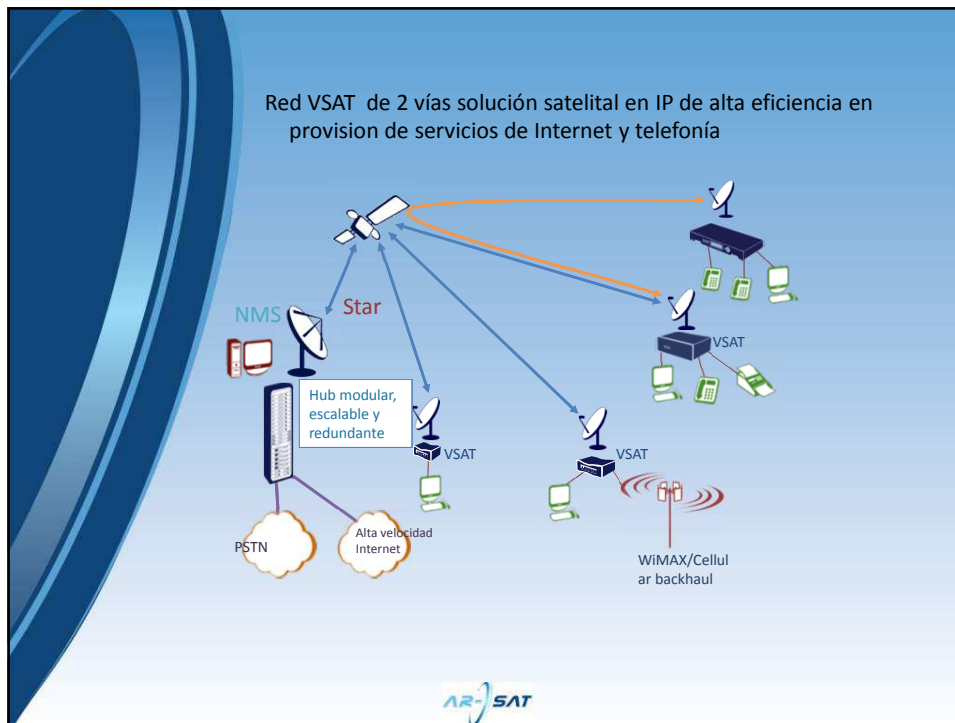 Red VSAT de 2 vías solución satelital en IP de alta eficiencia en
provision de servicios de Internet y telefonía
NMS
Star
VSAT
Hub modular,
escalable y
redundante
VSAT
VSAT
PSTN
Alta velocidad
Internet
WiMAX/Cellul
ar backhaul
AR-SAT